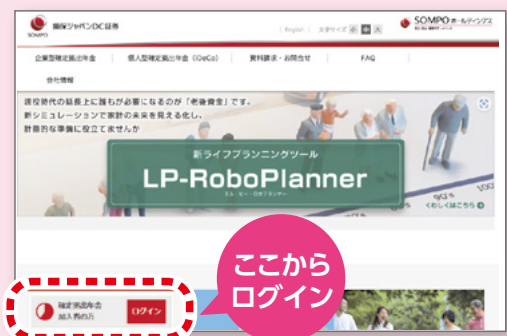 SOMPO
損保ジャパンDC証券
English
文字サイズ 小 中 大
SOMPOホールディングス
企業型確定拠出年金
個人型確定拠出年金(iDeCo)
資料請求・お問合せ
FAQ
会社情報
現役時代の延長上に誰もが必要になるのが「老後資金」です。
新シミュレーションで家計の未来を見える化し、
計画的な準備に役立てませんか
新ライフプランニングツール
LP-RoboPlanner
エル・ピー・ロボプランナー
90's
100
くわしくはこちら
ここから
ログイン
確定拠出年金
加入者の方
ログイン